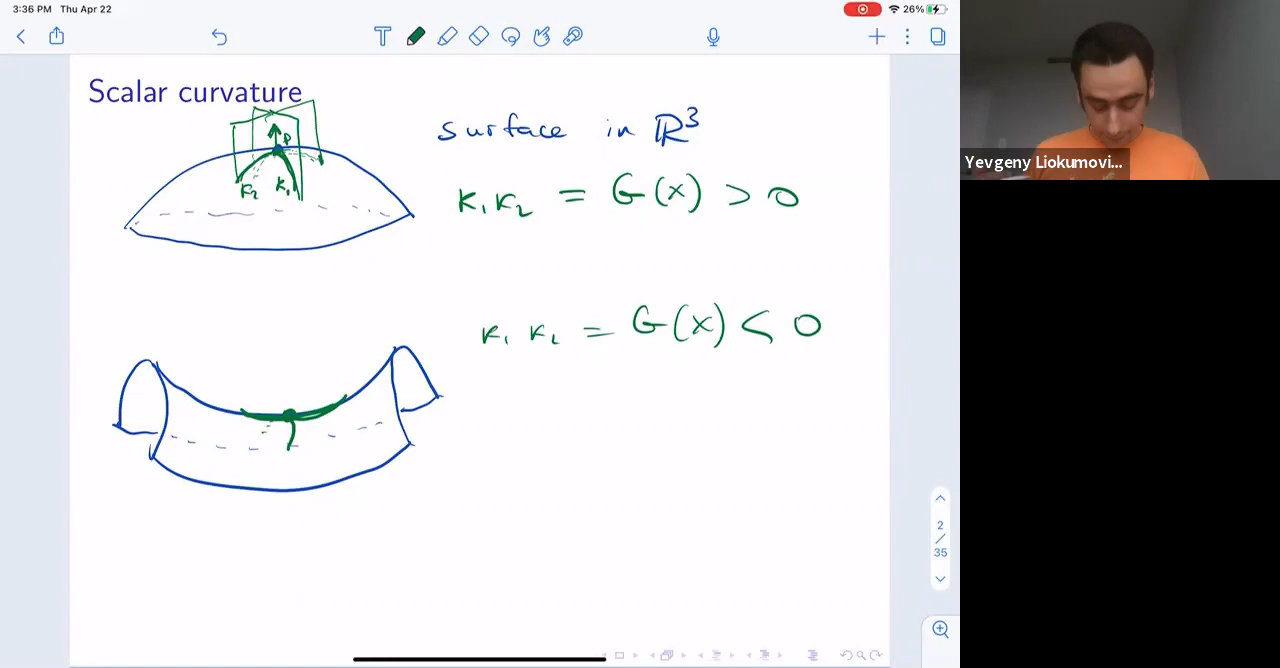 3:36 PM Thu Apr 22
26%
Scalar curvature
surface in ℝ³
P
K₂ K₁
K₁K₂ = G(x) > 0
K₁ K₂ = G(x) < 0
Yevgeny Liokumovi...
2
/
35